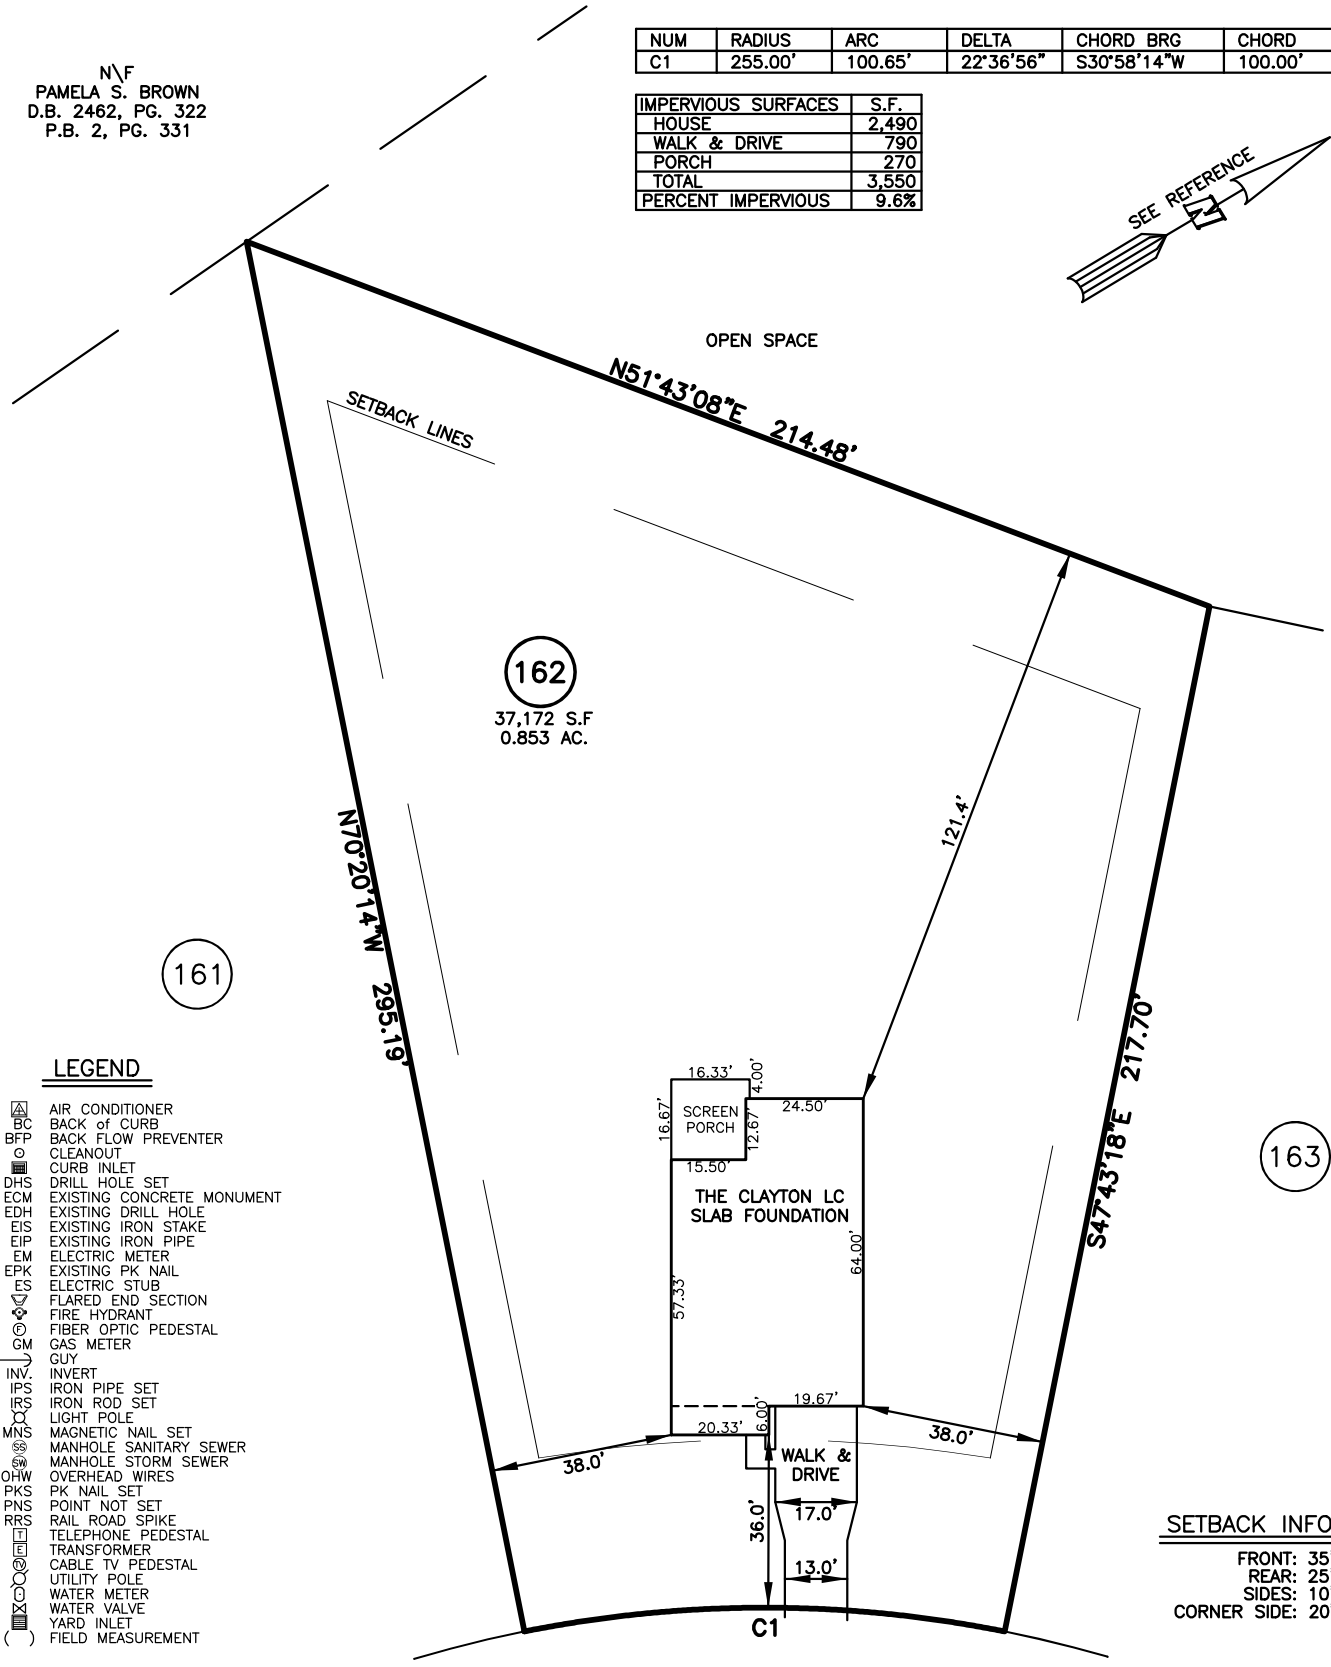 N\F
PAMELA S. BROWN
D.B. 2462, PG. 322
P.B. 2, PG. 331
NUM RADIUS ARC DELTA CHORD BRG CHORD
C1 255.00' 100.65' 22°36'56" S30°58'14"W 100.00'
IMPERVIOUS SURFACES S.F.
HOUSE 2,490
WALK & DRIVE 790
PORCH 270
TOTAL 3,550
PERCENT IMPERVIOUS 9.6%
SEE REFERENCE
N
OPEN SPACE
N51°43'08"E 214.48'
SETBACK LINES
162
37,172 S.F
0.853 AC.
121.4'
N70°20'14"W 295.19'
161
S47°43'18"E 217.70'
163
16.33'
4.00'
24.50'
SCREEN
PORCH
16.67'
12.67'
15.50'
THE CLAYTON LC
SLAB FOUNDATION
64.00'
57.33'
19.67'
6.00'
20.33'
38.0'
38.0'
WALK &
DRIVE
17.0'
36.0'
13.0'
C1
LEGEND
AIR CONDITIONER
BC BACK of CURB
BFP BACK FLOW PREVENTER
CLEANOUT
CURB INLET
DHS DRILL HOLE SET
ECM EXISTING CONCRETE MONUMENT
EDH EXISTING DRILL HOLE
EIS EXISTING IRON STAKE
EIP EXISTING IRON PIPE
EM ELECTRIC METER
EPK EXISTING PK NAIL
ES ELECTRIC STUB
FLARED END SECTION
FIRE HYDRANT
F FIBER OPTIC PEDESTAL
GM GAS METER
GUY
INV. INVERT
IPS IRON PIPE SET
IRS IRON ROD SET
LIGHT POLE
MNS MAGNETIC NAIL SET
SS MANHOLE SANITARY SEWER
SW MANHOLE STORM SEWER
OHW OVERHEAD WIRES
PKS PK NAIL SET
PNS POINT NOT SET
RRS RAIL ROAD SPIKE
T TELEPHONE PEDESTAL
E TRANSFORMER
TV CABLE TV PEDESTAL
UTILITY POLE
WATER METER
WATER VALVE
YARD INLET
( ) FIELD MEASUREMENT
SETBACK INFO
FRONT: 35
REAR: 25
SIDES: 10
CORNER SIDE: 20